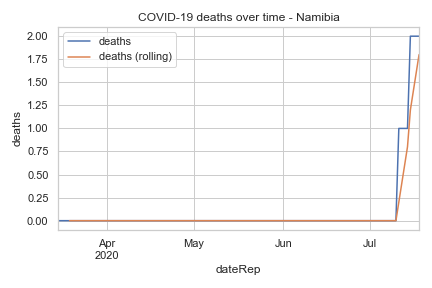 COVID-19 deaths over time - Namibia
deaths
deaths (rolling)
2.00
1.75
1.50
1.25
1.00
0.75
0.50
0.25
0.00
deaths
Apr
2020
May
Jun
Jul
dateRep